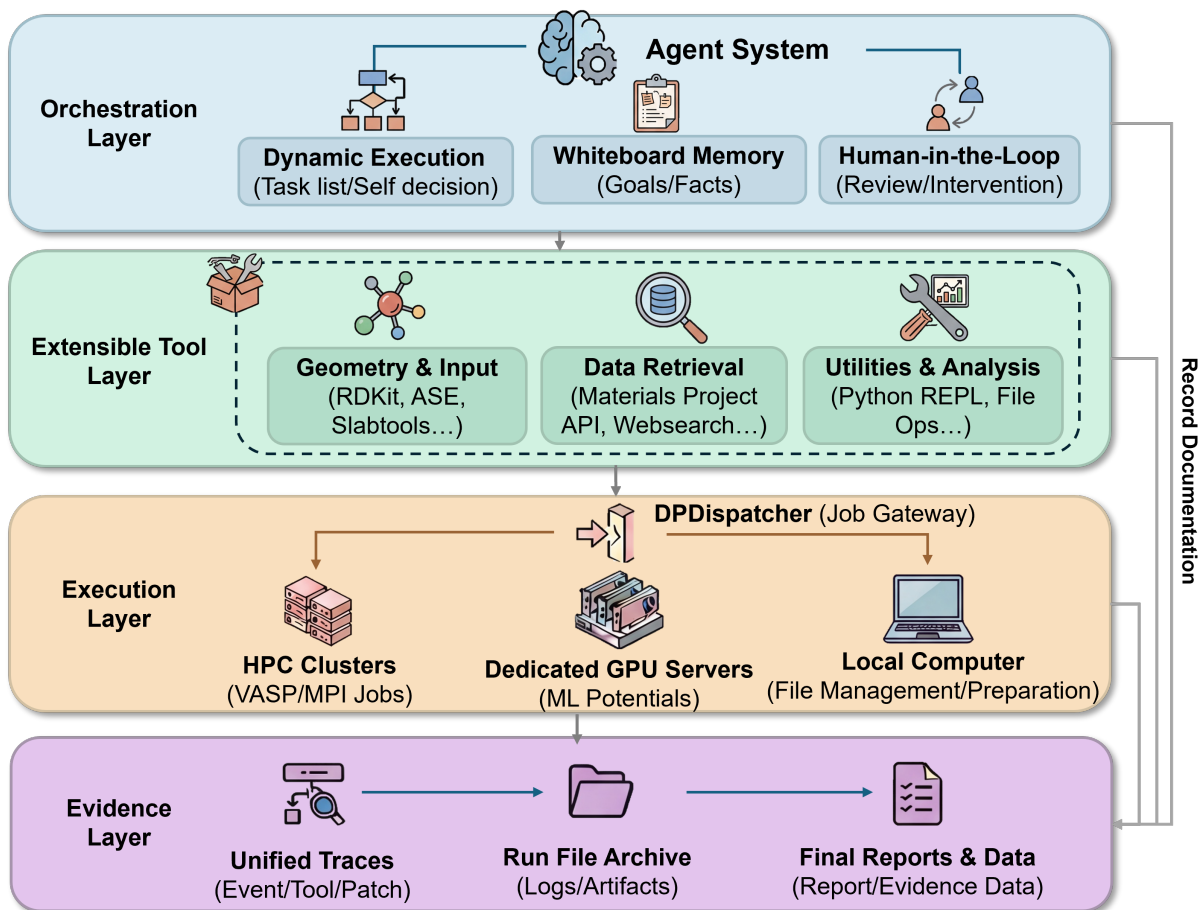 Agent System
Orchestration
Layer
Dynamic Execution
(Task list/Self decision)
Whiteboard Memory
(Goals/Facts)
Human-in-the-Loop
(Review/Intervention)
Extensible Tool
Layer
Geometry & Input
(RDKit, ASE,
Slabtools…)
Data Retrieval
(Materials Project
API, Websearch…)
Utilities & Analysis
(Python REPL, File
Ops…)
Record Documentation
DPDispatcher (Job Gateway)
Execution
Layer
HPC Clusters
(VASP/MPI Jobs)
Dedicated GPU Servers
(ML Potentials)
Local Computer
(File Management/Preparation)
Evidence
Layer
Unified Traces
(Event/Tool/Patch)
Run File Archive
(Logs/Artifacts)
Final Reports & Data
(Report/Evidence Data)